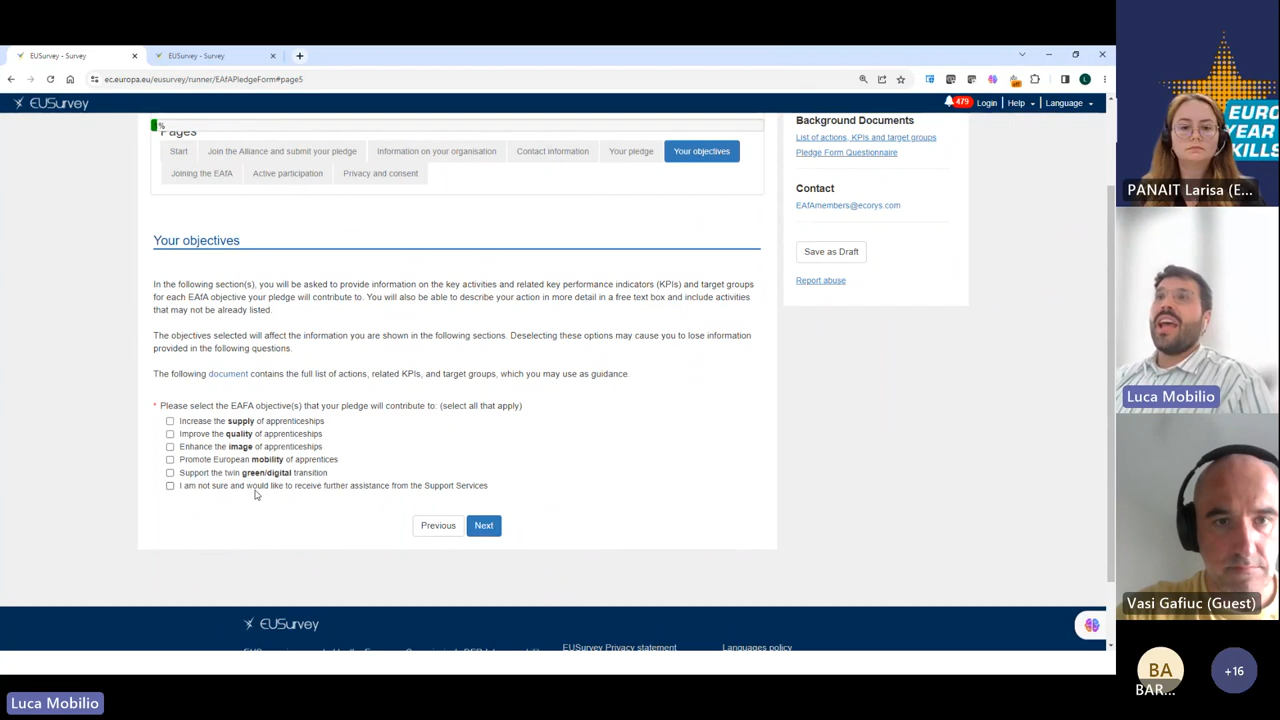 EUSurvey - Survey
EUSurvey - Survey
ec.europa.eu/eusurvey/runner/EAfAPledgeForm#page5
EUSurvey
479
Login | Help
Language
%
Pages
Start
Join the Alliance and submit your pledge
Information on your organisation
Contact information
Your pledge
Your objectives
Joining the EAfA
Active participation
Privacy and consent
Your objectives
In the following section(s), you will be asked to provide information on the key activities and related key performance indicators (KPIs) and target groups
for each EAfA objective your pledge will contribute to. You will also be able to describe your action in more detail in a free text box and include activities
that may not be already listed.
The objectives selected will affect the information you are shown in the following sections. Deselecting these options may cause you to lose information
provided in the following questions.
The following document contains the full list of actions, related KPIs, and target groups, which you may use as guidance
* Please select the EAFA objective(s) that your pledge will contribute to: (select all that apply)
Increase the supply of apprenticeships
Improve the quality of apprenticeships
Enhance the image of apprenticeships
Promote European mobility of apprentices
Support the twin green/digital transition
I am not sure and would like to receive further assistance from the Support Services
Previous
Next
Background Documents
List of actions, KPIs and target groups
Pledge Form Questionnaire
Contact
EAfAmembers@ecorys.com
Save as Draft
Report abuse
EUSurvey
EUSurvey Privacy statement
Languages policy
EURO
YEAR
SKILLS
PANAIT Larisa (E...
Luca Mobilio
Vasi Gafiuc (Guest)
BA
BAR...
+16
Luca Mobilio